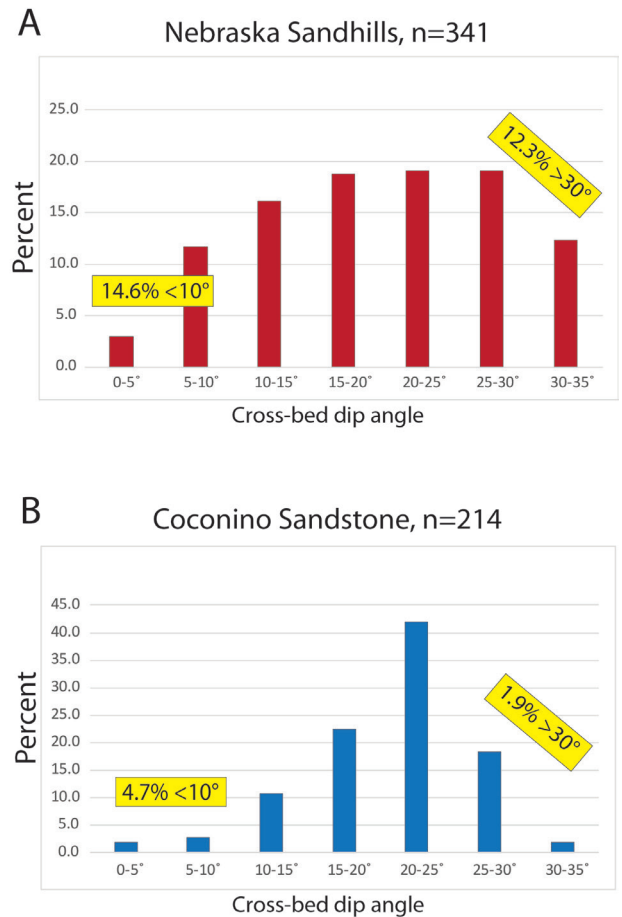 A
Nebraska Sandhills, n=341
Percent
25.0
20.0
15.0
10.0
5.0
0.0
14.6% <10°
12.3% >30°
0-5˚ 5-10˚ 10-15˚ 15-20˚ 20-25˚ 25-30˚ 30-35˚
Cross-bed dip angle
B
Coconino Sandstone, n=214
Percent
45.0
40.0
35.0
30.0
25.0
20.0
15.0
10.0
5.0
0.0
4.7% <10°
1.9% >30°
0-5˚ 5-10˚ 10-15˚ 15-20˚ 20-25˚ 25-30˚ 30-35˚
Cross-bed dip angle